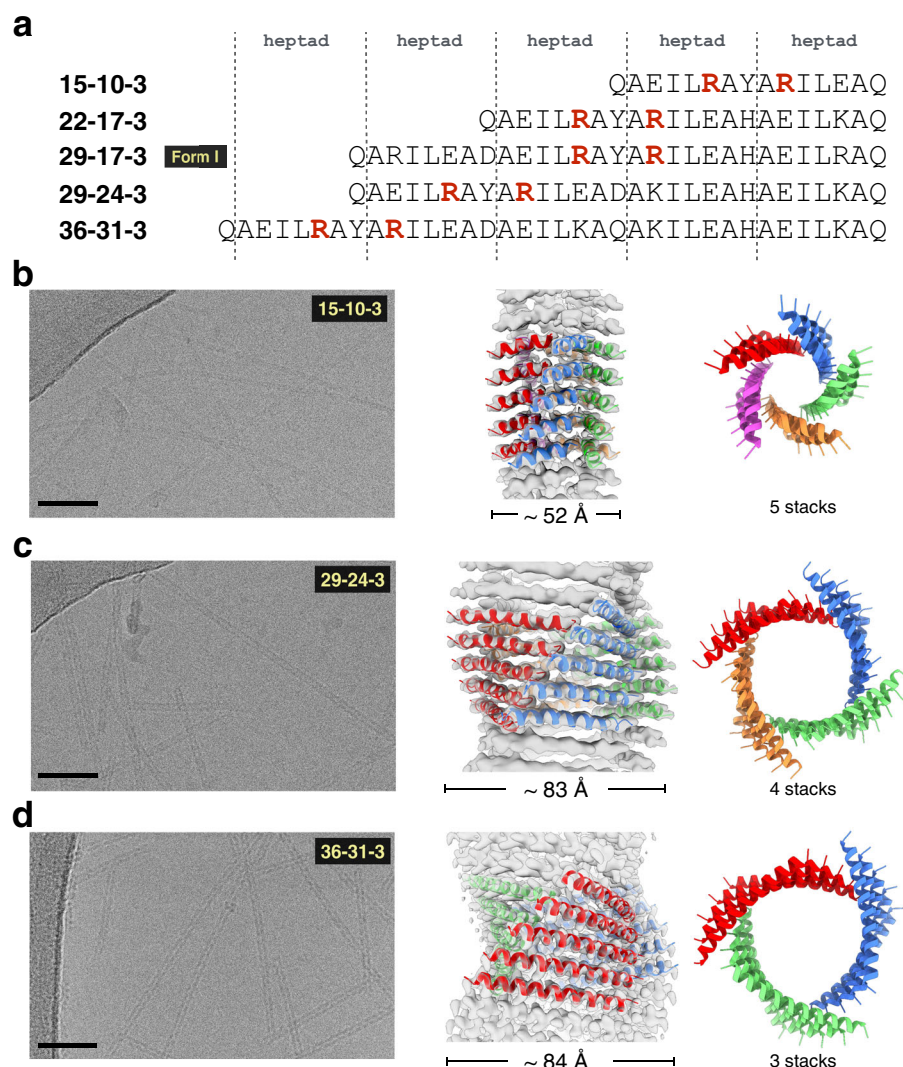 a
heptad heptad heptad heptad heptad
15-10-3 QAEILRAYARILEAQ
22-17-3 QAEILRAYARILEAHAEILKAQ
29-17-3 Form I QARILEADAEILRAYARILEAHAEILRAQ
29-24-3 QAEILRAYARILEADAKILEAHAEILKAQ
36-31-3 QAEILRAYARILEADAEILKAQAKILEAHAEILKAQ
b
15-10-3
~ 52 Å
5 stacks
c
29-24-3
~ 83 Å
4 stacks
d
36-31-3
~ 84 Å
3 stacks